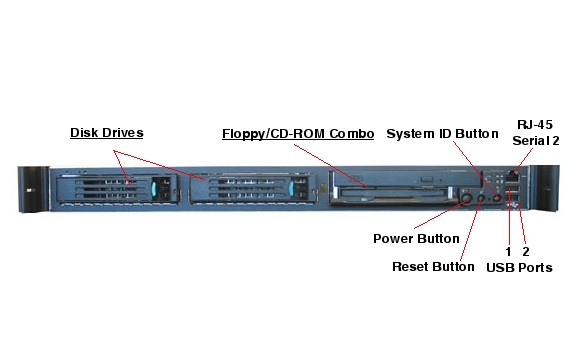 Disk Drives
Floppy/CD-ROM Combo
System ID Button
RJ-45
Serial 2
Power Button
Reset Button
1 2
USB Ports